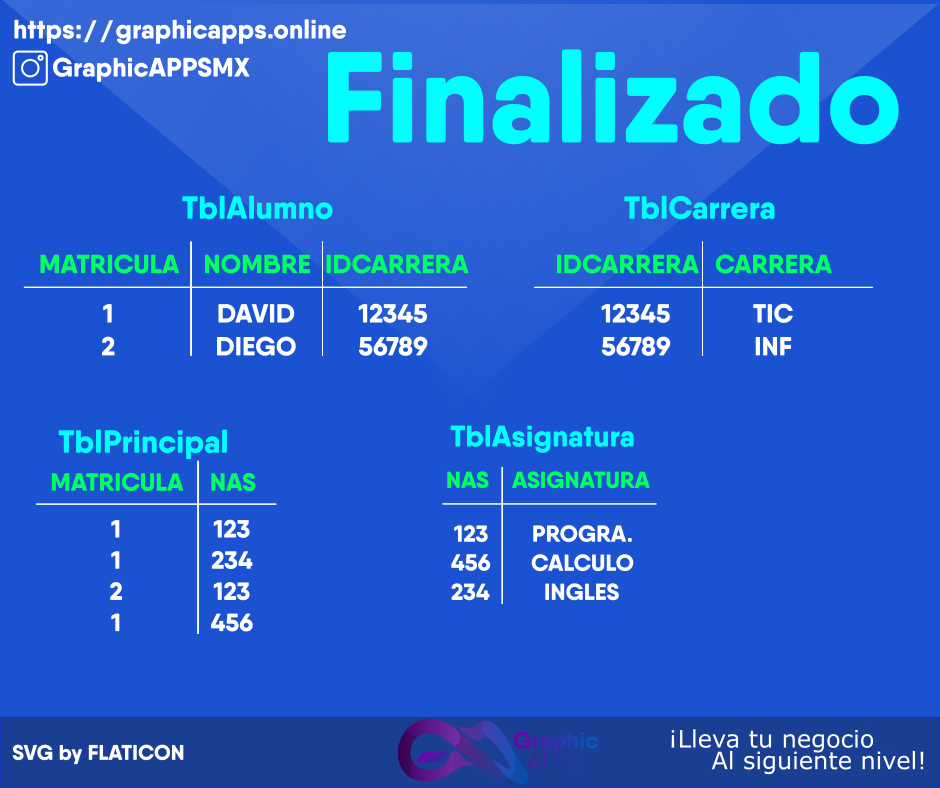 https://graphicapps.online
GraphicAPPSMX
Finalizado
TblAlumno
MATRICULA NOMBRE IDCARRERA
1 DAVID 12345
2 DIEGO 56789
TblCarrera
IDCARRERA CARRERA
12345 TIC
56789 INF
TblPrincipal
MATRICULA NAS
1 123
1 234
2 123
1 456
TblAsignatura
NAS ASIGNATURA
123 PROGRA.
456 CALCULO
234 INGLES
SVG by FLATICON
Graphic
¡Lleva tu negocio
Al siguiente nivel!